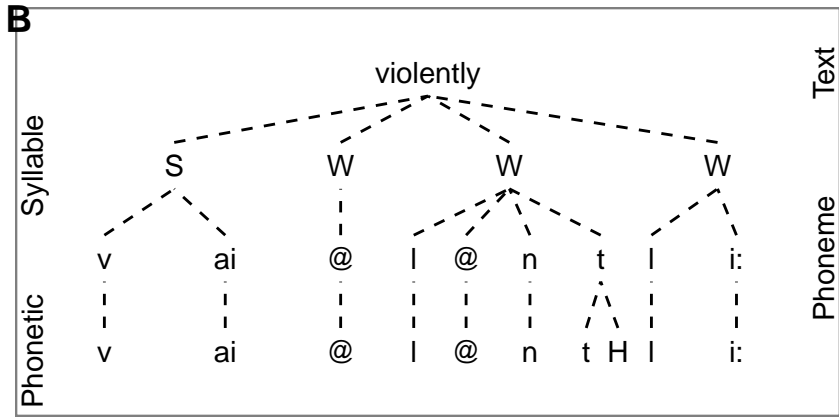 B
Text
violently
Syllable
S W W W
Phoneme
v ai @ l @ n t l i:
Phonetic
v ai @ l @ n t H l i: